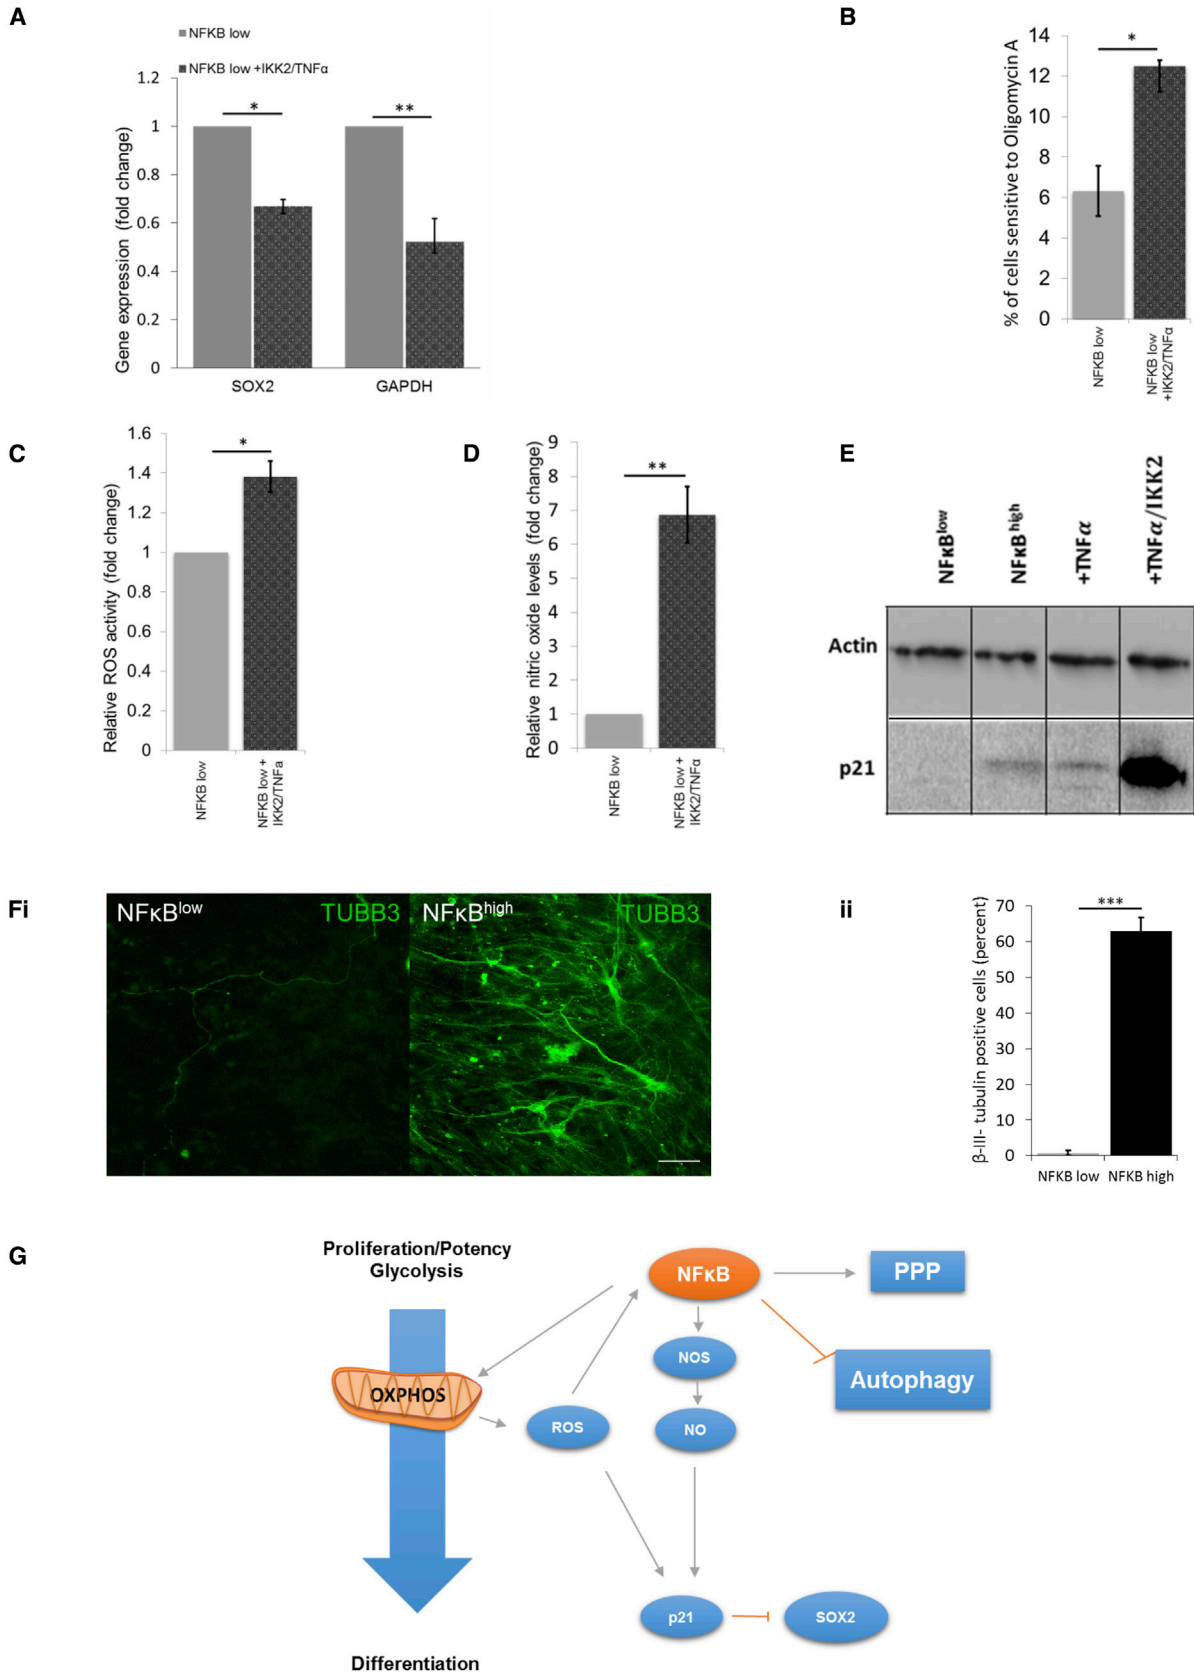 A
NFKB low
NFKB low +IKK2/TNFα
1.2
1
0.8
0.6
0.4
0.2
0
Gene expression (fold change)
*
**
SOX2
GAPDH
B
14
12
10
8
6
4
2
0
% of cells sensitive to Oligomycin A
*
NFKB low
NFKB low
+IKK2/TNFα
C
1.6
1.4
1.2
1
0.8
0.6
0.4
0.2
0
Relative ROS activity (fold change)
*
NFKB low
NFKB low +
IKK2/TNFa
D
9
8
7
6
5
4
3
2
1
0
Relative nitric oxide levels (fold change)
**
NFKB low
NFKB low +
IKK2/TNFα
E
NFκBlow
NFκBhigh
+TNFα
+TNFα/IKK2
Actin
p21
Fi
NFκBlow
TUBB3
NFκBhigh
TUBB3
ii
70
60
50
40
30
20
10
0
β-III- tubulin positive cells (percent)
***
NFKB low
NFKB high
G
Proliferation/Potency
Glycolysis
OXPHOS
Differentiation
NFκB
PPP
NOS
Autophagy
ROS
NO
p21
SOX2